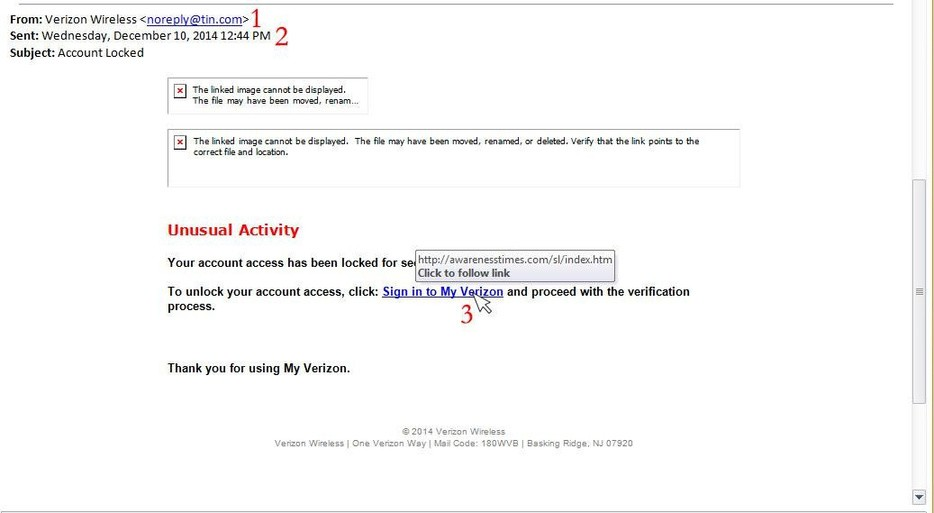 From: Verizon Wireless <noreply@tin.com> 1
Sent: Wednesday, December 10, 2014 12:44 PM 2
Subject: Account Locked
The linked image cannot be displayed.
The file may have been moved, renam...
The linked image cannot be displayed. The file may have been moved, renamed, or deleted. Verify that the link points to the
correct file and location.
Unusual Activity
http://awarenesstimes.com/sl/index.htm
Your account access has been locked for se
Click to follow link
To unlock your account access, click: Sign in to My Verizon and proceed with the verification
process.
3
Thank you for using My Verizon.
© 2014 Verizon Wireless
Verizon Wireless | One Verizon Way | Mail Code: 180WVB | Basking Ridge, NJ 07920